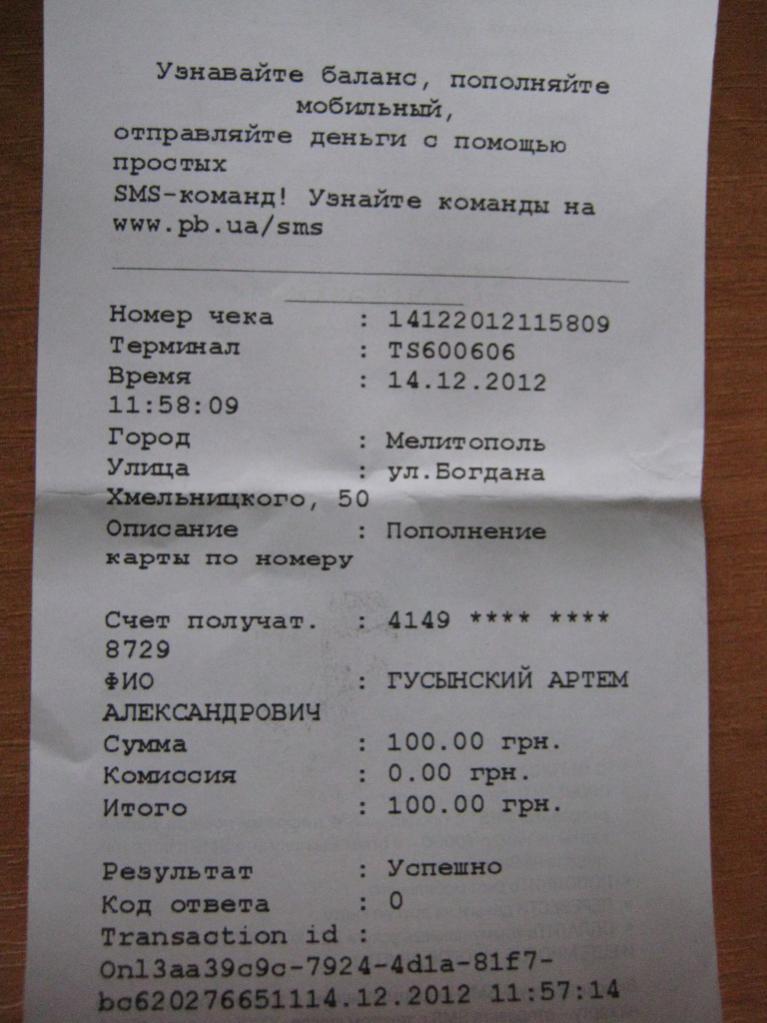 Узнавайте баланс, пополняйте
мобильный,
отправляйте деньги с помощью
простых
SMS-команд! Узнайте команды на
www.pb.ua/sms
Номер чека : 14122012115809
Терминал : TS600606
Время : 14.12.2012
11:58:09
Город : Мелитополь
Улица : ул.Богдана
Хмельницкого, 50
Описание : Пополнение
карты по номеру
Счет получат. : 4149 **** ****
8729
ФИО : ГУСЫНСКИЙ АРТЕМ
АЛЕКСАНДРОВИЧ
Сумма : 100.00 грн.
Комиссия : 0.00 грн.
Итого : 100.00 грн.
Результат : Успешно
Код ответа : 0
Transaction id :
Onl3aa39c9c-7924-4d1a-81f7-
bc620276651114.12.2012 11:57:14